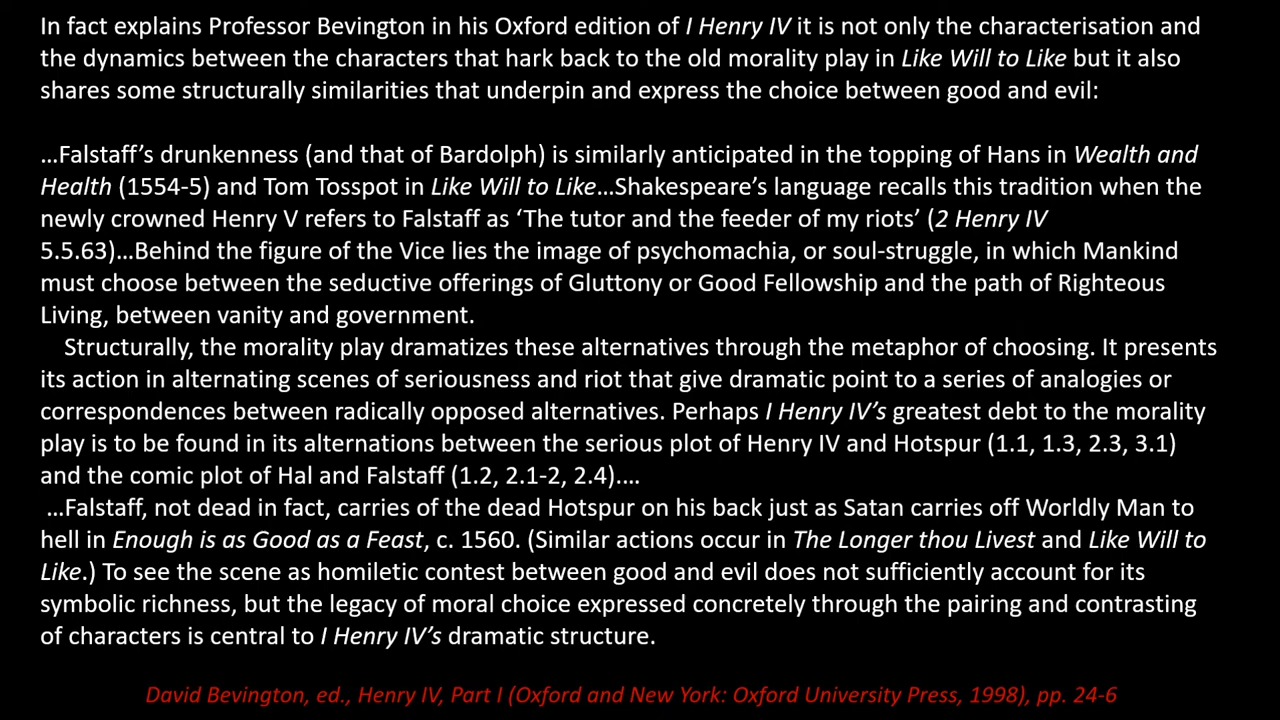 In fact explains Professor Bevington in his Oxford edition of I Henry IV it is not only the characterisation and
the dynamics between the characters that hark back to the old morality play in Like Will to Like but it also
shares some structurally similarities that underpin and express the choice between good and evil:
…Falstaff’s drunkenness (and that of Bardolph) is similarly anticipated in the topping of Hans in Wealth and
Health (1554-5) and Tom Tosspot in Like Will to Like…Shakespeare’s language recalls this tradition when the
newly crowned Henry V refers to Falstaff as ‘The tutor and the feeder of my riots’ (2 Henry IV
5.5.63)…Behind the figure of the Vice lies the image of psychomachia, or soul-struggle, in which Mankind
must choose between the seductive offerings of Gluttony or Good Fellowship and the path of Righteous
Living, between vanity and government.
Structurally, the morality play dramatizes these alternatives through the metaphor of choosing. It presents
its action in alternating scenes of seriousness and riot that give dramatic point to a series of analogies or
correspondences between radically opposed alternatives. Perhaps I Henry IV’s greatest debt to the morality
play is to be found in its alternations between the serious plot of Henry IV and Hotspur (1.1, 1.3, 2.3, 3.1)
and the comic plot of Hal and Falstaff (1.2, 2.1-2, 2.4)….
…Falstaff, not dead in fact, carries of the dead Hotspur on his back just as Satan carries off Worldly Man to
hell in Enough is as Good as a Feast, c. 1560. (Similar actions occur in The Longer thou Livest and Like Will to
Like.) To see the scene as homiletic contest between good and evil does not sufficiently account for its
symbolic richness, but the legacy of moral choice expressed concretely through the pairing and contrasting
of characters is central to I Henry IV’s dramatic structure.
David Bevington, ed., Henry IV, Part I (Oxford and New York: Oxford University Press, 1998), pp. 24-6